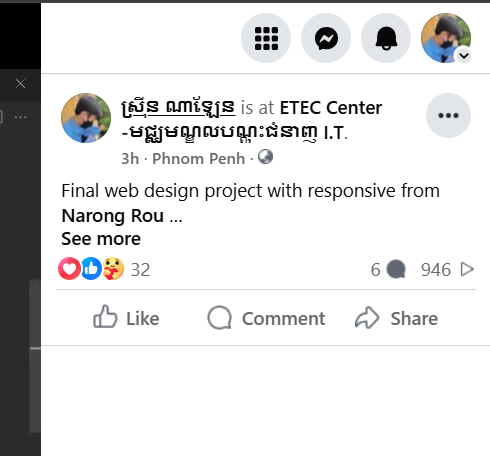 ស្រ៊ីន ណាឡែន is at ETEC Center
-មជ្ឈមណ្ឌលបណ្តុះជំនាញ I.T.
3h · Phnom Penh ·
Final web design project with responsive from
Narong Rou ...
See more
32
6
946
Like
Comment
Share